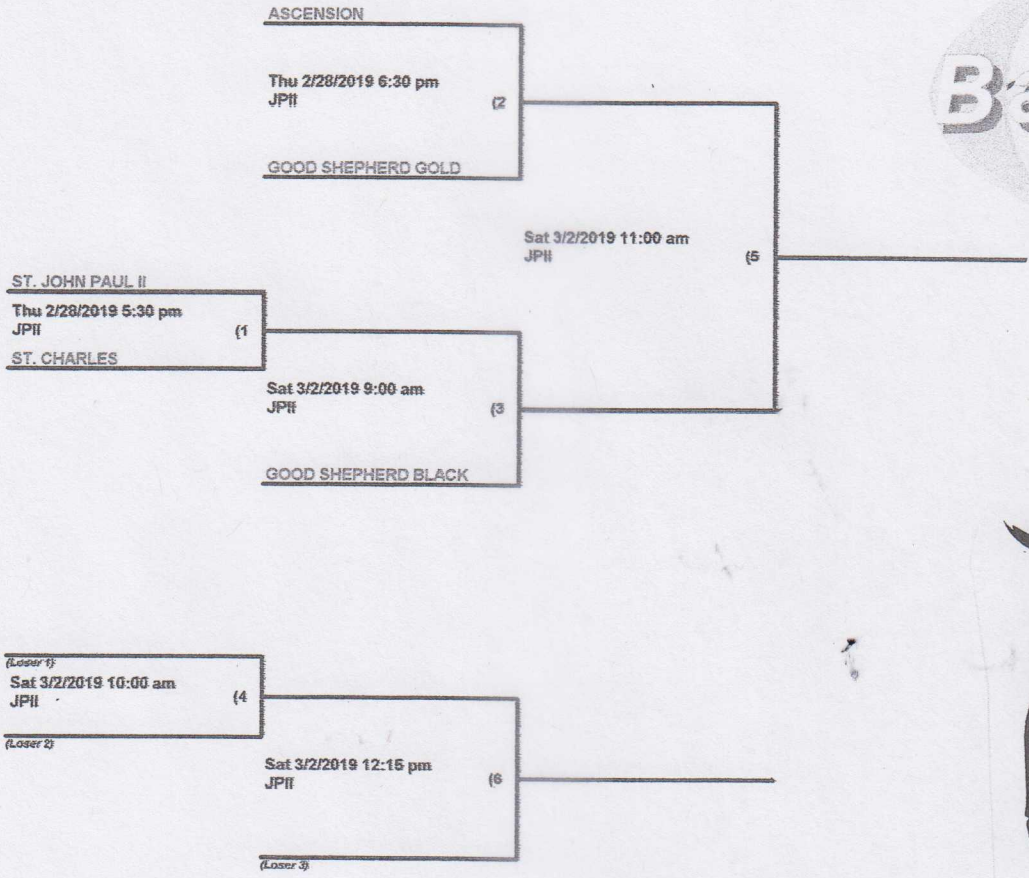 ASCENSION
Thu 2/28/2019 6:30 pm
JPII
(2
GOOD SHEPHERD GOLD
Sat 3/2/2019 11:00 am
JPII
(5
ST. JOHN PAUL II
Thu 2/28/2019 5:30 pm
JPII
(1
ST. CHARLES
Sat 3/2/2019 9:00 am
JPII
(3
GOOD SHEPHERD BLACK
(Loser 1)
Sat 3/2/2019 10:00 am
JPII
(4
(Loser 2)
Sat 3/2/2019 12:15 pm
JPII
(6
(Loser 3)